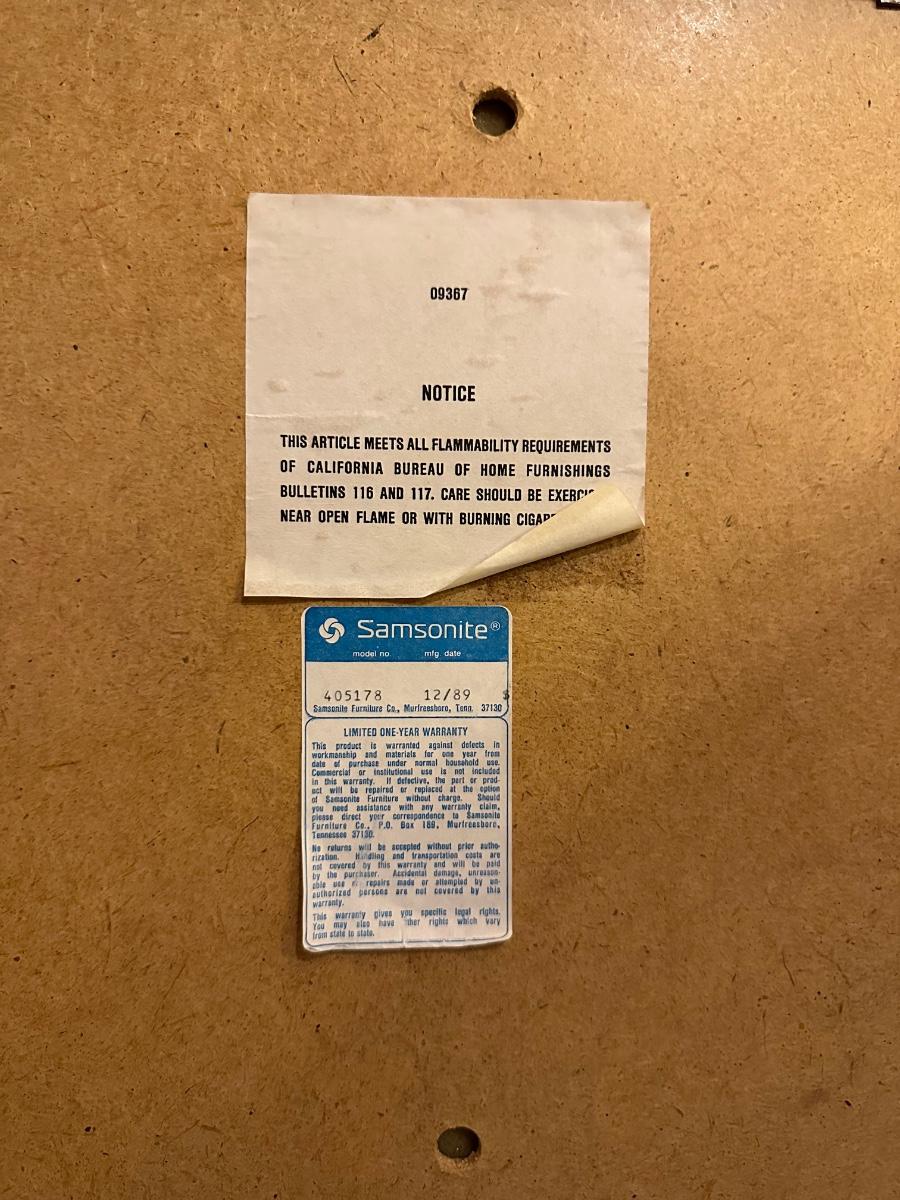 09367
NOTICE
THIS ARTICLE MEETS ALL FLAMMABILITY REQUIREMENTS
OF CALIFORNIA BUREAU OF HOME FURNISHINGS
BULLETINS 116 AND 117. CARE SHOULD BE
NEAR OPEN FLAME OR WITH BURNING
Samsonite®
model no. mfg. date
405178 12/89 $
Samsonite Furniture Co., Murfreesboro, Tenn. 37130
LIMITED ONE-YEAR WARRANTY
This product is warranted against defects in
workmanship and materials for one year from
date of purchase under normal household use.
Commercial or institutional use is not included
in this warranty. If defective, the part or prod-
uct will be repaired or replaced at the option
of Samsonite Furniture without charge. Should
you need assistance with any warranty claim,
please direct your correspondence to Samsonite
Furniture Co., P.O. Box 189, Murfreesboro,
Tennessee 37130.
No returns will be accepted without prior autho-
rization. Handling and transportation costs are
not covered by this warranty and will be paid
by the purchaser. Accidental damage, unreason-
able use or repairs made or attempted by un-
authorized persons are not covered by this
warranty.
This warranty gives you specific legal rights.
You may also have other rights which vary
from state to state.